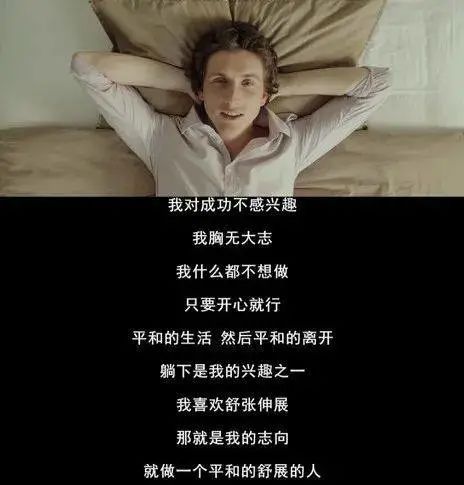 我对成功不感兴趣
我胸无大志
我什么都不想做
只要开心就行
平和的生活 然后平和的离开
躺下是我的兴趣之一
我喜欢舒张伸展
那就是我的志向
就做一个平和的舒展的人